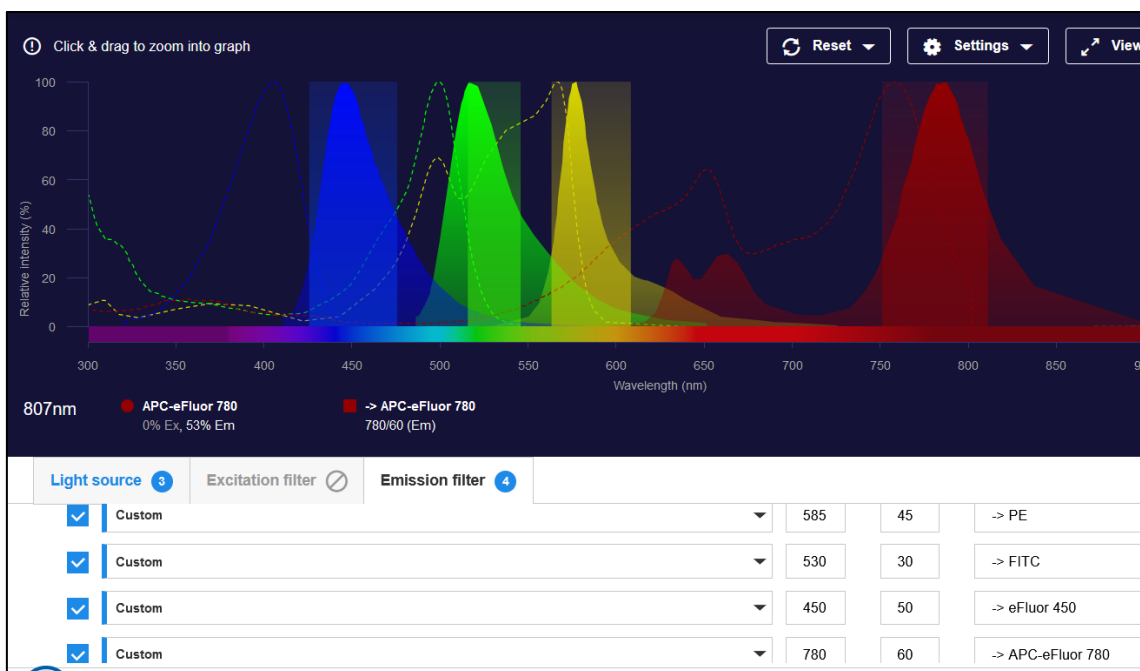 Click & drag to zoom into graph
Reset
Settings
View
100
80
60
40
20
0
Relative intensity (%)
300 350 400 450 500 550 600 650 700 750 800 850 9
Wavelength (nm)
807nm
APC-eFluor 780
0% Ex, 53% Em
-> APC-eFluor 780
780/60 (Em)
Light source 3
Excitation filter
Emission filter 4
Custom 585 45 -> PE
Custom 530 30 -> FITC
Custom 450 50 -> eFluor 450
Custom 780 60 -> APC-eFluor 780